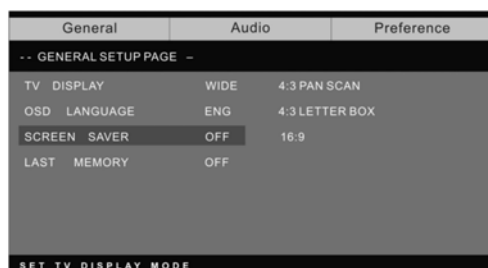 General Audio Preference
-- GENERAL SETUP PAGE –
TV DISPLAY WIDE 4:3 PAN SCAN
OSD LANGUAGE ENG 4:3 LETTER BOX
SCREEN SAVER OFF 16:9
LAST MEMORY OFF
SET TV DISPLAY MODE